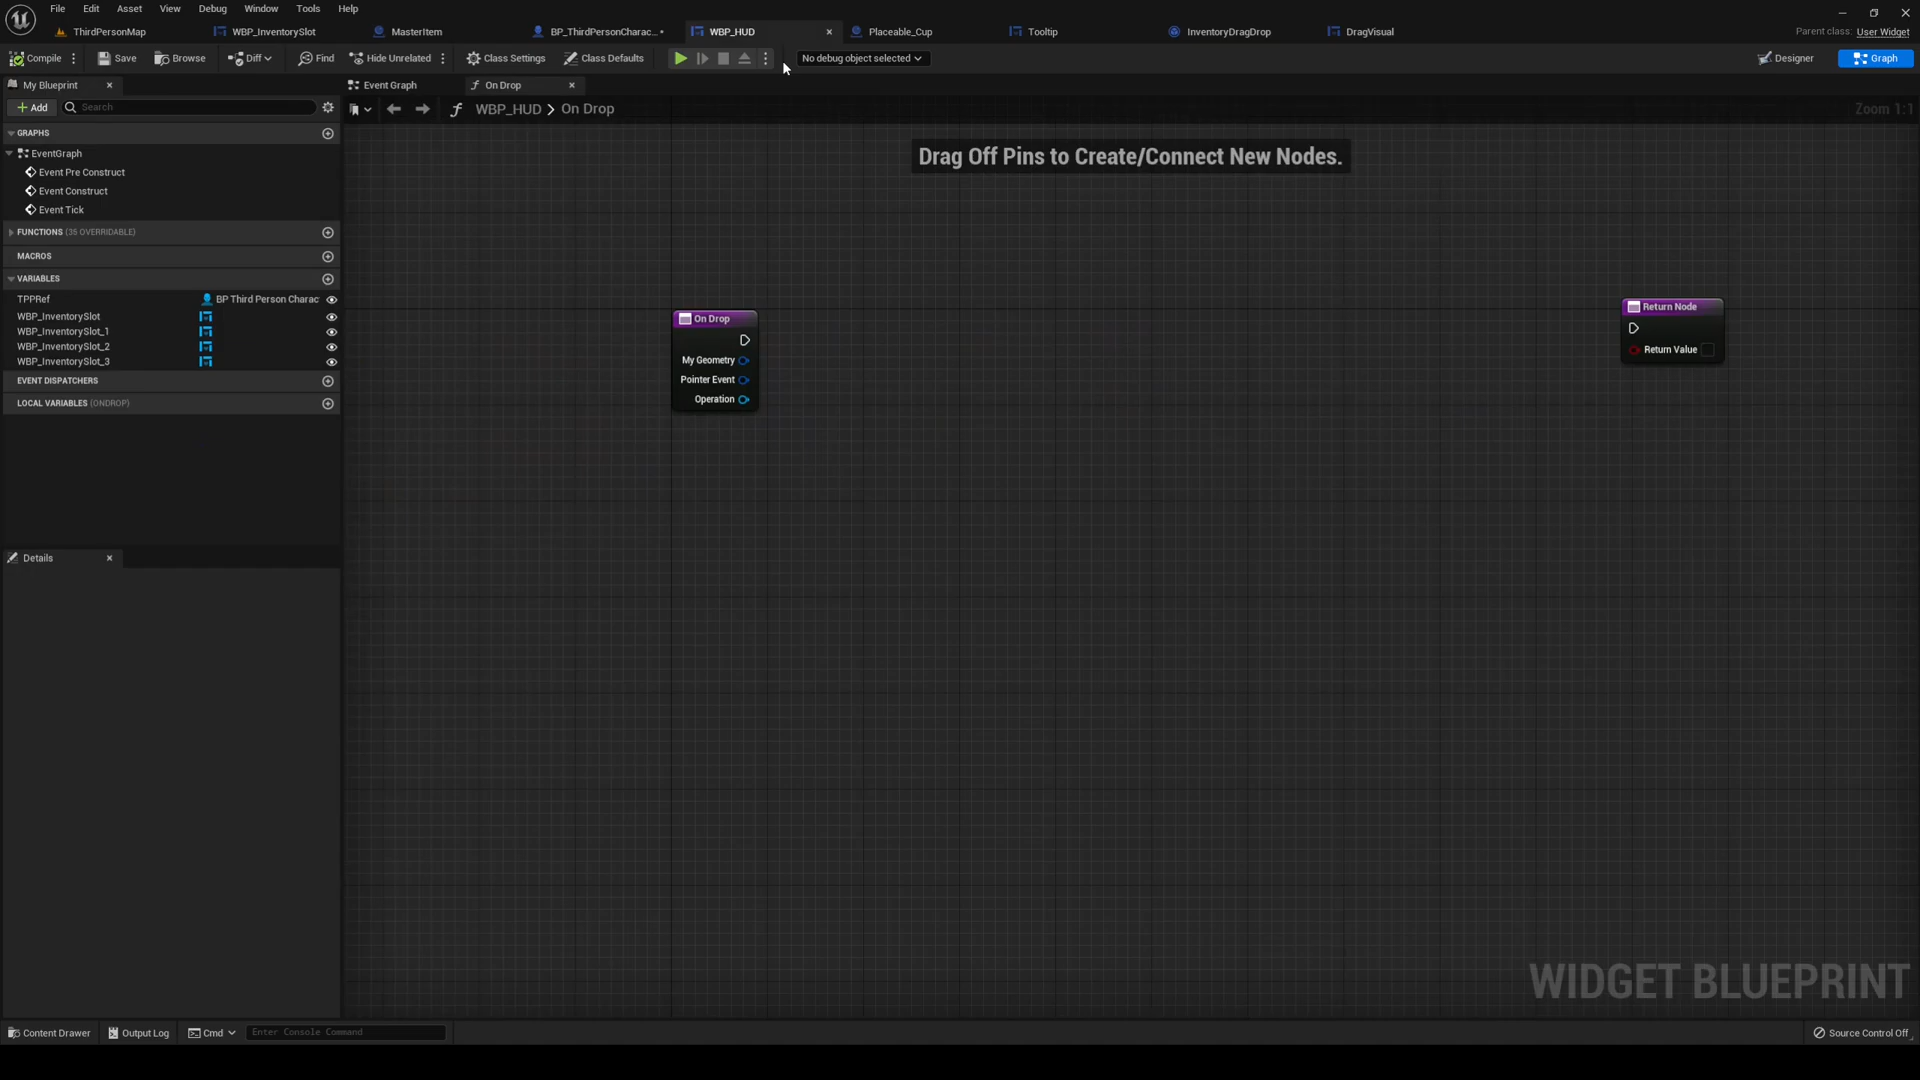 File Edit Asset View Debug Window Tools Help
ThirdPersonMap WBP_InventorySlot MasterItem BP_ThirdPersonCharac...• WBP_HUD Placeable_Cup Tooltip InventoryDragDrop DragVisual Parent class: User Widget
Compile Save Browse Diff Find Hide Unrelated Class Settings Class Defaults No debug object selected Designer Graph
My Blueprint Event Graph On Drop
+ Add Search WBP_HUD > On Drop Zoom 1:1
GRAPHS
EventGraph
Event Pre Construct
Event Construct
Event Tick
FUNCTIONS (35 OVERRIDABLE)
MACROS
VARIABLES
TPPRef BP Third Person Charac
WBP_InventorySlot
WBP_InventorySlot_1
WBP_InventorySlot_2
WBP_InventorySlot_3
EVENT DISPATCHERS
LOCAL VARIABLES (ONDROP)
Details
Drag Off Pins to Create/Connect New Nodes.
On Drop
My Geometry
Pointer Event
Operation
Return Node
Return Value
WIDGET BLUEPRINT
Content Drawer Output Log Cmd Enter Console Command Source Control Off